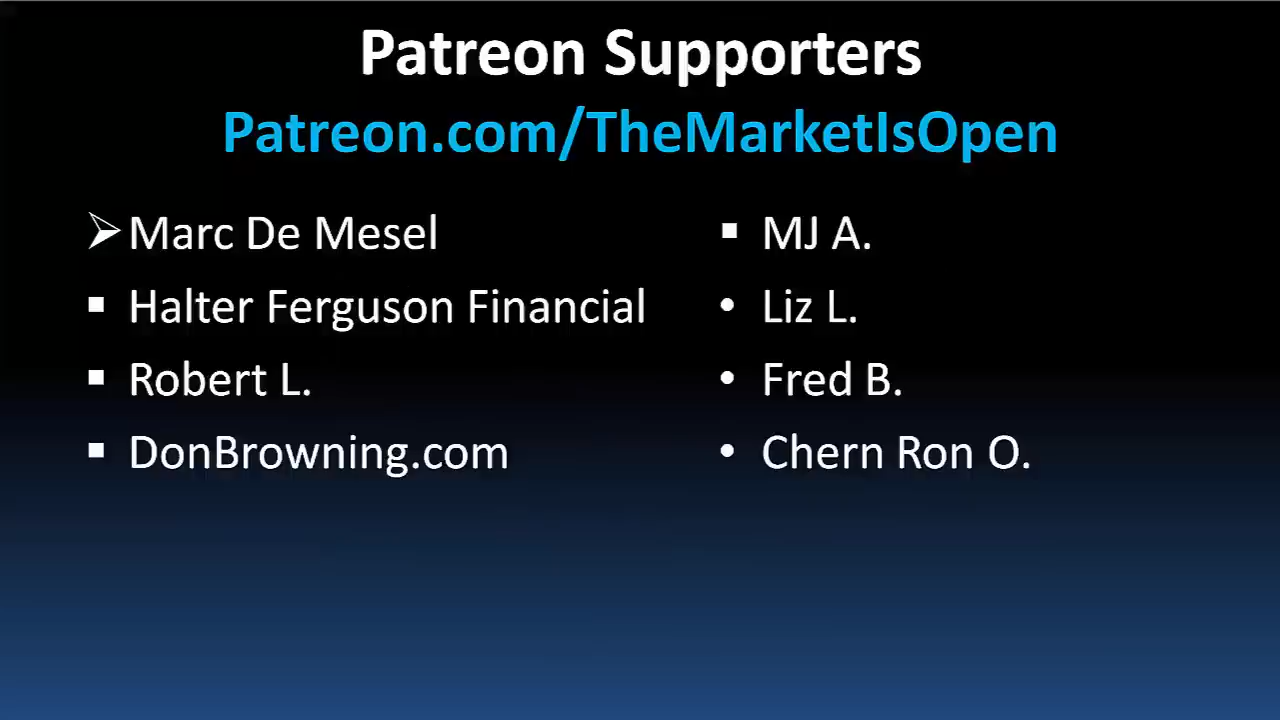 Patreon Supporters
Patreon.com/TheMarketIsOpen
➢ Marc De Mesel
▪ Halter Ferguson Financial
▪ Robert L.
▪ DonBrowning.com
▪ MJ A.
• Liz L.
• Fred B.
• Chern Ron O.